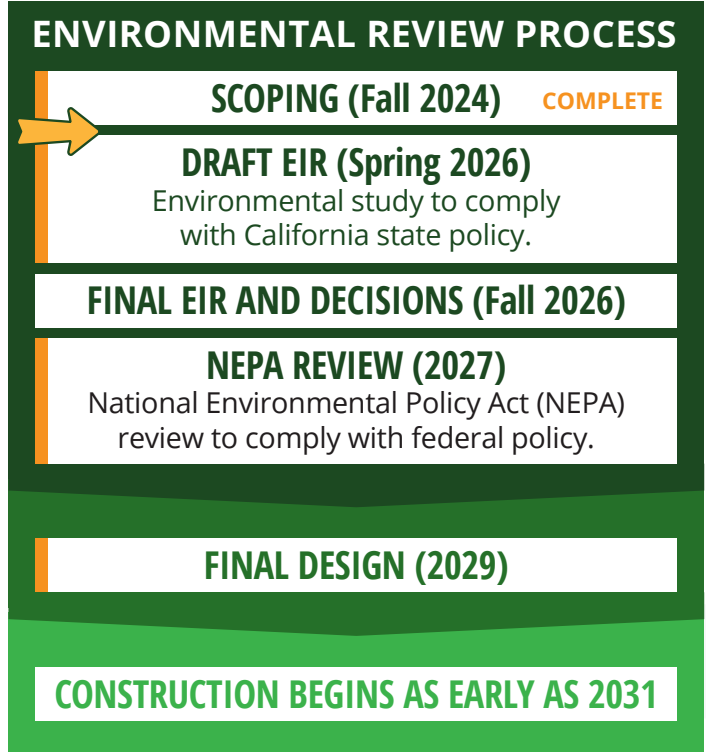 ENVIRONMENTAL REVIEW PROCESS
SCOPING (Fall 2024) COMPLETE
DRAFT EIR (Spring 2026)
Environmental study to comply
with California state policy.
FINAL EIR AND DECISIONS (Fall 2026)
NEPA REVIEW (2027)
National Environmental Policy Act (NEPA)
review to comply with federal policy.
FINAL DESIGN (2029)
CONSTRUCTION BEGINS AS EARLY AS 2031